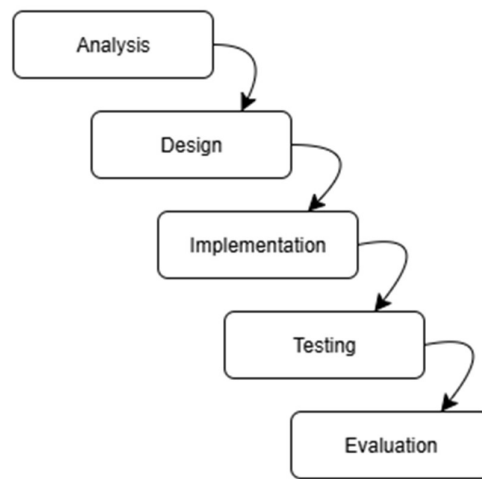 Analysis
Design
Implementation
Testing
Evaluation